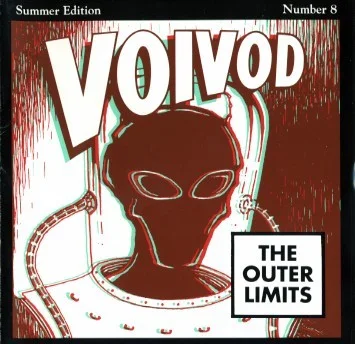 Summer Edition
Number 8
VOIVOD
THE
OUTER
LIMITS